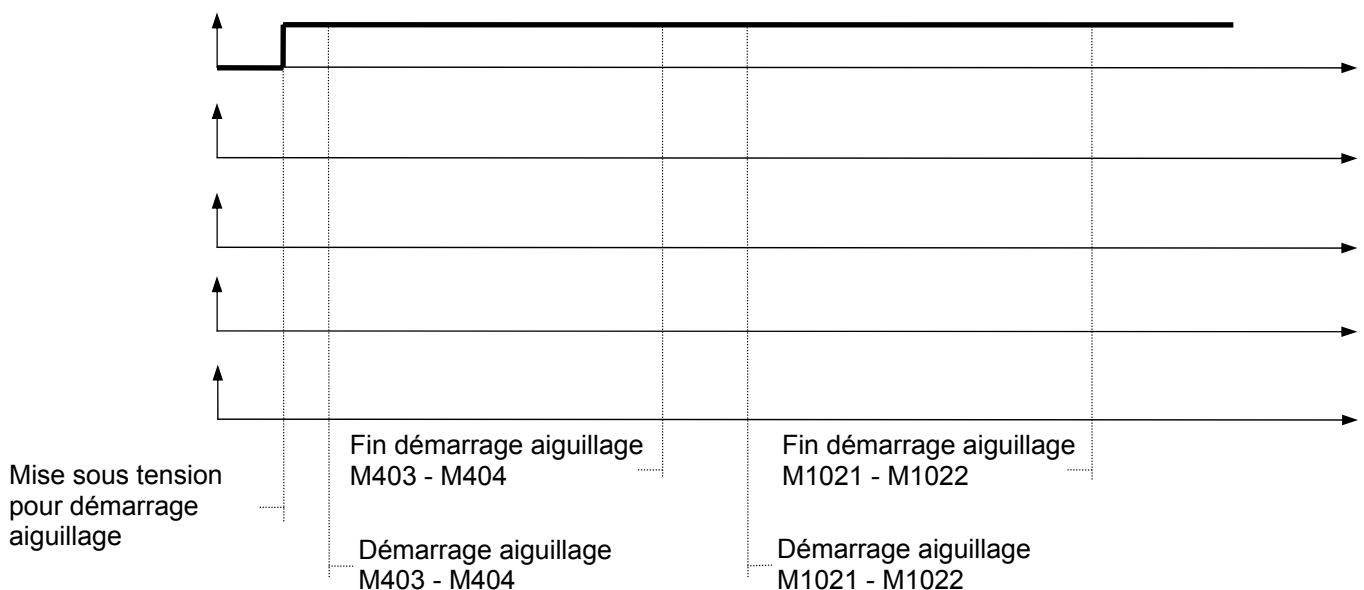 Fin démarrage aiguillage
M403 - M404
Fin démarrage aiguillage
M1021 - M1022
Mise sous tension
pour démarrage
aiguillage
Démarrage aiguillage
M403 - M404
Démarrage aiguillage
M1021 - M1022